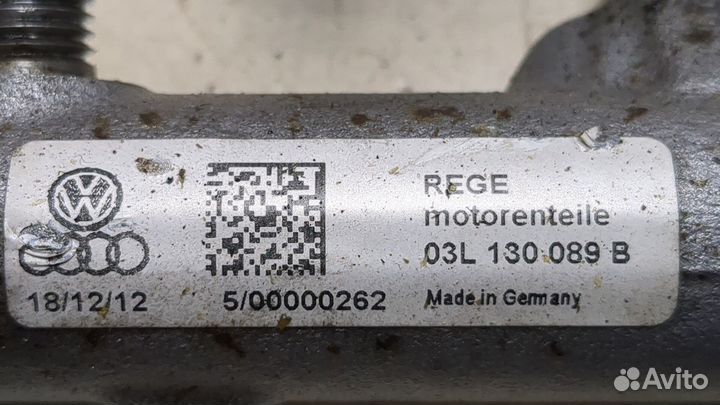 REGE
motorenteile
03L 130 089 B
18/12/12
5/00000262
Made in Germany
Avito